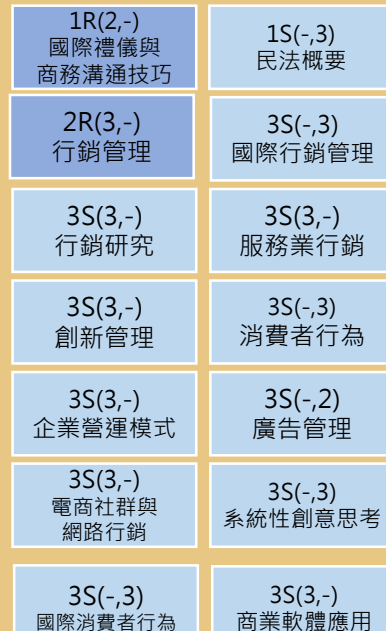 1R(2,-)
國際禮儀與
商務溝通技巧
1S(-,3)
民法概要
2R(3,-)
行銷管理
3S(-,3)
國際行銷管理
3S(3,-)
行銷研究
3S(3,-)
服務業行銷
3S(3,-)
創新管理
3S(-,3)
消費者行為
3S(3,-)
企業營運模式
3S(-,2)
廣告管理
3S(3,-)
電商社群與
網路行銷
3S(-,3)
系統性創意思考
3S(-,3)
國際消費者行為
3S(3,-)
商業軟體應用